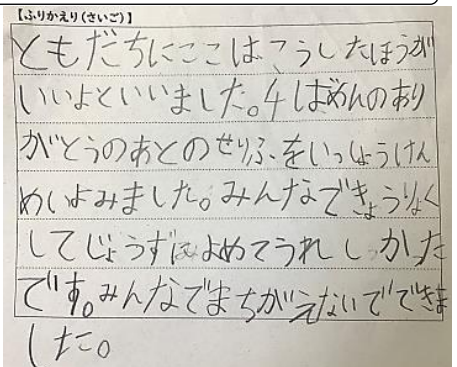 【ふりかえり(さいご)】
ともだちにここはこうしたほうが
いいよといいました。4ばめんのあり
がとうのあとのせりふをいっしょうけん
めいよみました。みんなできょうりょく
してじょうずによめてうれしかった
です。みんなでまちがえないでできま
した。